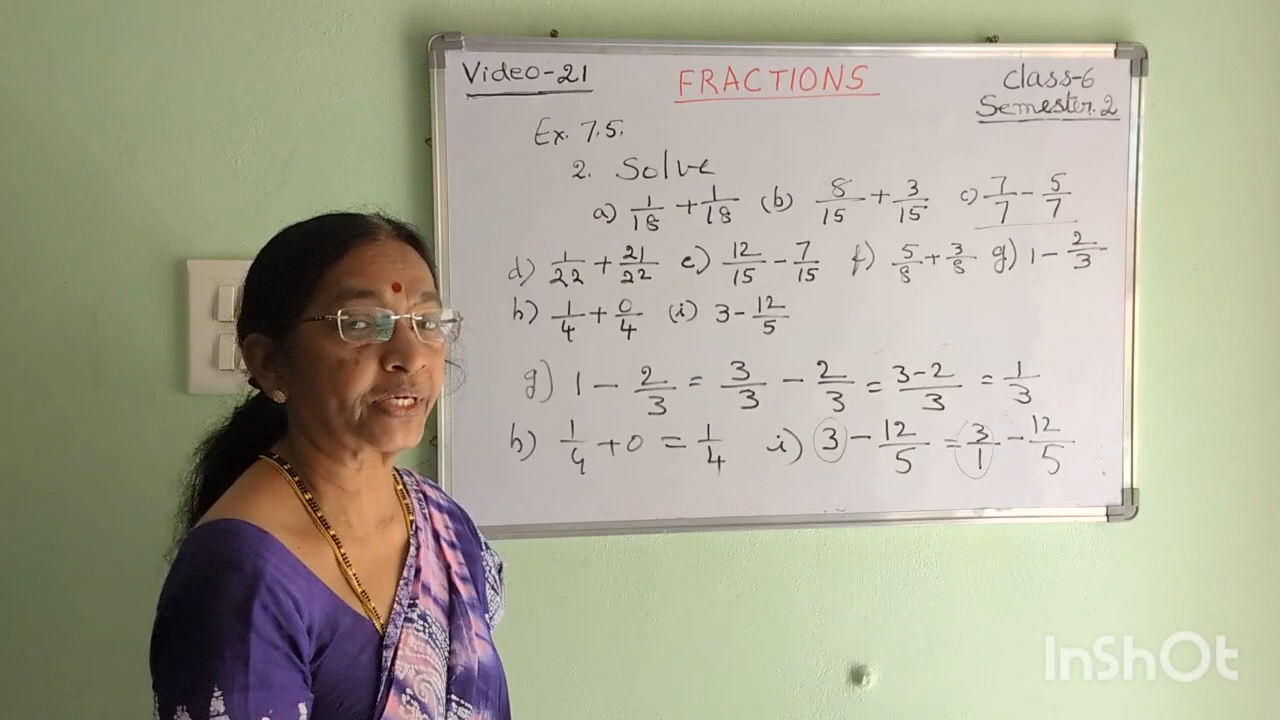 Video-21 FRACTIONS Class-6
Semester.2
Ex. 7.5.
2. Solve
a) 1/18 + 1/18 (b) 8/15 + 3/15 c) 7/7 - 5/7
d) 1/22 + 21/22 e.) 12/15 - 7/15 f) 5/8 + 3/8 g) 1 - 2/3
h) 1/4 + 0/4 (i) 3 - 12/5
g) 1 - 2/3 = 3/3 - 2/3 = 3-2/3 = 1/3
h) 1/4 + 0 = 1/4 i) 3 - 12/5 = 3/1 - 12/5
InShOt